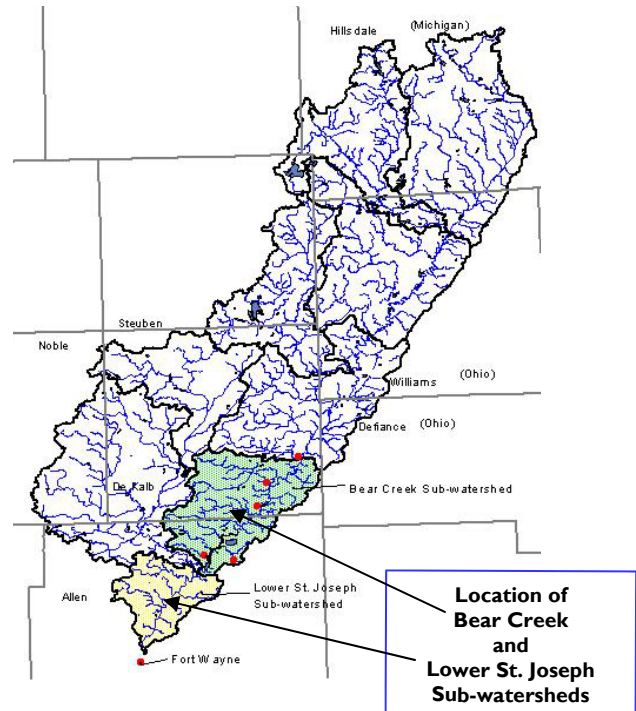 Hillsdale
(Michigan)
Steuben
Noble
Williams
(Ohio)
Defiance
(Ohio)
De Kalb
Bear Creek Sub-watershed
Allen
Lower St. Joseph
Sub-watershed
Fort Wayne
Location of
Bear Creek
and
Lower St. Joseph
Sub-watersheds